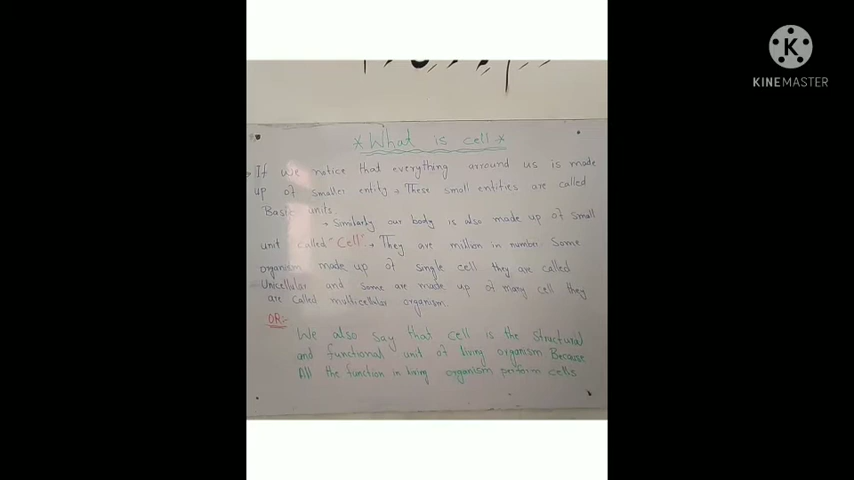 K
KINEMASTER
*What is cell*
If we notice that everything arround us is made
up of smaller entity. These small entities are called
Basic units.
Similarly our body is also made up of small
unit called "Cell". They are million in number. Some
organism made up of single cell they are called
Unicellular and some are made up of many cell they
are called multicellular organism
OR:-
We also say that cell is the structural
and functional unit of living organism Because
All the function in living organism perform cells